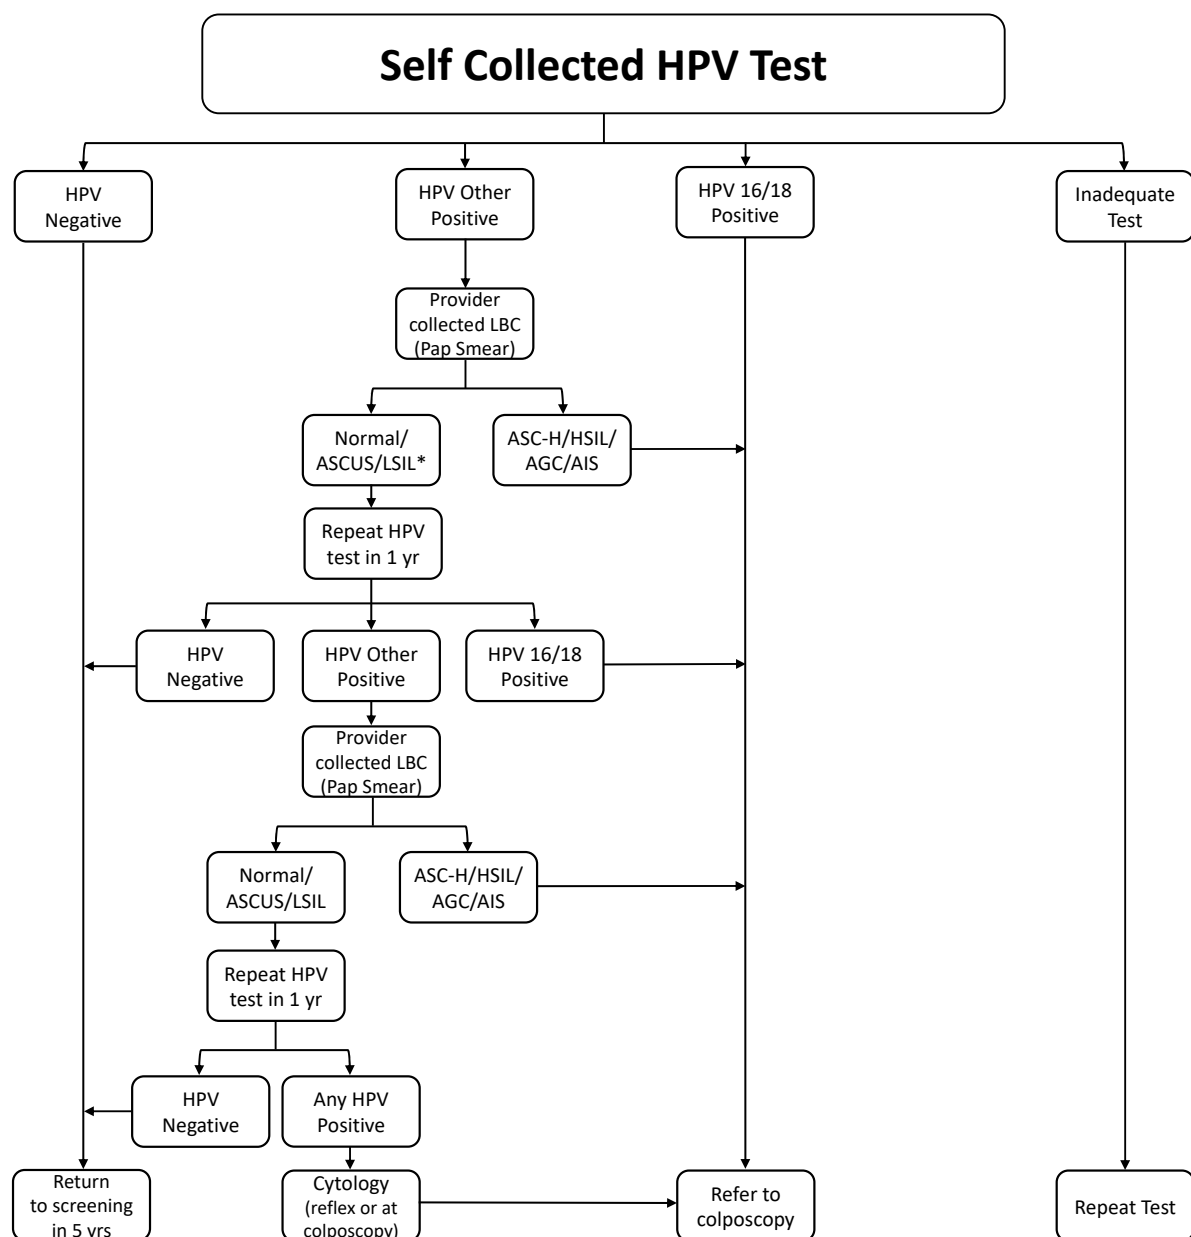 Self Collected HPV Test
HPV
Negative
HPV Other
Positive
HPV 16/18
Positive
Inadequate
Test
Provider
collected LBC
(Pap Smear)
Normal/
ASCUS/LSIL*
ASC-H/HSIL/
AGC/AIS
Repeat HPV
test in 1 yr
HPV
Negative
HPV Other
Positive
HPV 16/18
Positive
Provider
collected LBC
(Pap Smear)
Normal/
ASCUS/LSIL
ASC-H/HSIL/
AGC/AIS
Repeat HPV
test in 1 yr
HPV
Negative
Any HPV
Positive
Return
to screening
in 5 yrs
Cytology
(reflex or at
colposcopy)
Refer to
colposcopy
Repeat Test